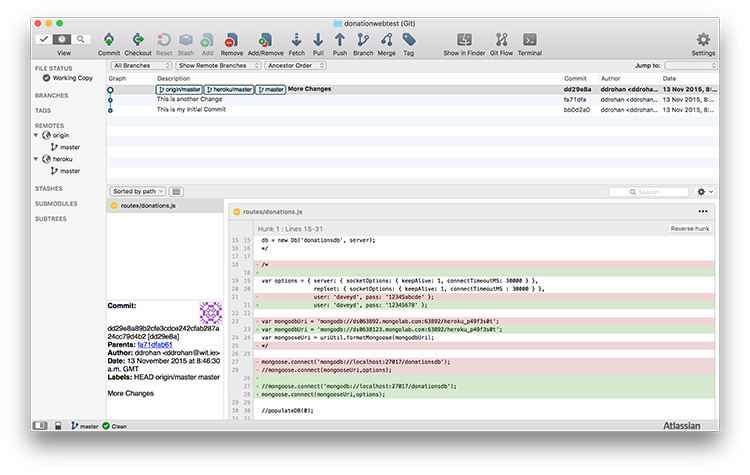 donationwebtest (Git)
View Commit Checkout Reset Stash Add Remove Add/Remove Fetch Pull Push Branch Merge Tag Show in Finder Git Flow Terminal Settings
All Branches Show Remote Branches Ancestor Order Jump to:
Graph Description Commit Author Date
origin/master heroku/master master More Changes dd29e8a ddrohan <ddroha... 13 Nov 2015, 8:...
This is another Change fa71dfa ddrohan <ddroha... 13 Nov 2015, 8:...
This is my Initial Commit bb0d2a0 ddrohan <ddroha... 13 Nov 2015, 8:...
FILE STATUS
Working Copy
BRANCHES
TAGS
REMOTES
origin
master
heroku
master
STASHES
SUBMODULES
SUBTREES
Sorted by path Search
routes/donations.js
Commit:
dd29e8a89b2cfe3cdce242cfab287a
24cc79d4b2 [dd29e8a]
Parents: fa71dfab61
Author: ddrohan <ddrohan@wit.ie>
Date: 13 November 2015 at 8:46:30
a.m. GMT
Labels: HEAD origin/master master
More Changes
routes/donations.js
Hunk 1 : Lines 15-31 Reverse hunk
15 15 db = new Db('donationsdb', server);
16 16 */
17 17
18 - /*
18 +
19 19 var options = { server: { socketOptions: { keepAlive: 1, connectTimeoutMS: 30000 } },
20 20 replset: { socketOptions: { keepAlive: 1, connectTimeoutMS : 30000 } },
21 - user: 'daveyd', pass: '12345abcde' };
21 + user: 'daveyd', pass: '12345678' };
22 22
23 - var mongodbUri = 'mongodb://ds063892.mongolab.com:63892/heroku_p49f3s0t';
23 + var mongodbUri = 'mongodb://ds0638123.mongolab.com:63892/heroku_p49f3s0t';
24 24 var mongooseUri = uriUtil.formatMongoose(mongodbUri);
25 - */
26 25
27 - mongoose.connect('mongodb://localhost:27017/donationsdb');
28 - //mongoose.connect(mongooseUri,options);
26 +
27 + //mongoose.connect('mongodb://localhost:27017/donationsdb');
28 + mongoose.connect(mongooseUri,options);
29 29
30 30 //populateDB(0);
master Clean Atlassian